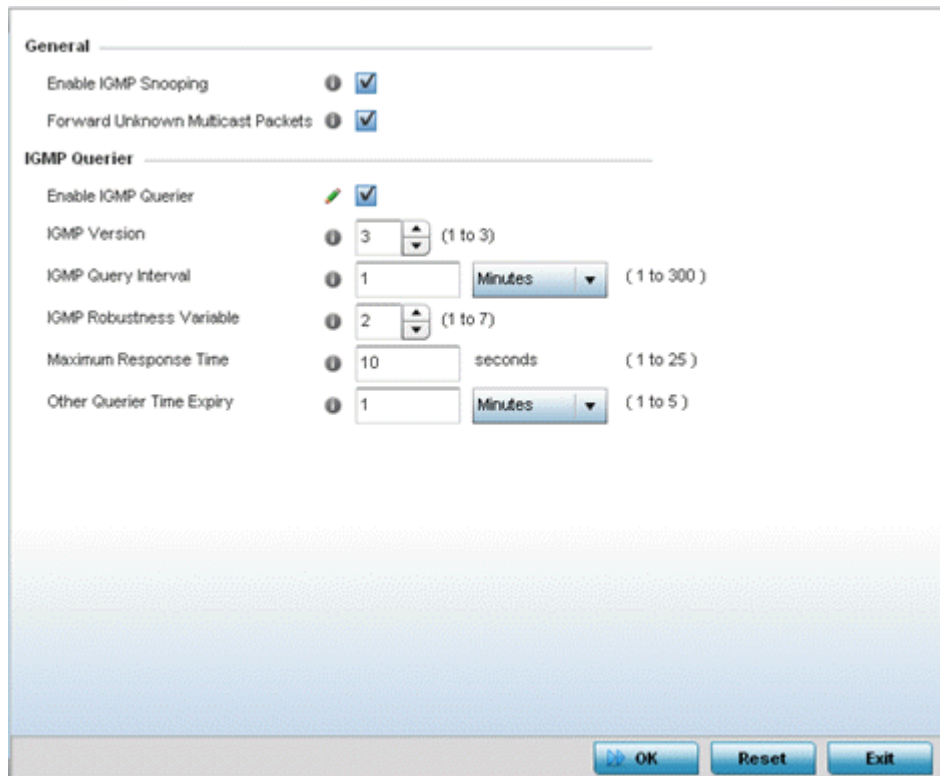 General
Enable IGMP Snooping
Forward Unknown Multicast Packets
IGMP Querier
Enable IGMP Querier
IGMP Version 3 (1 to 3)
IGMP Query Interval 1 Minutes ( 1 to 300 )
IGMP Robustness Variable 2 (1 to 7)
Maximum Response Time 10 seconds ( 1 to 25 )
Other Querier Time Expiry 1 Minutes ( 1 to 5 )
OK Reset Exit